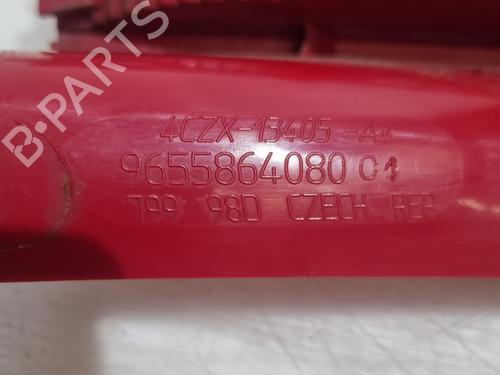 B-PARTS
4CZX-13405-A
9655864080 01
799 98D CZECH REP